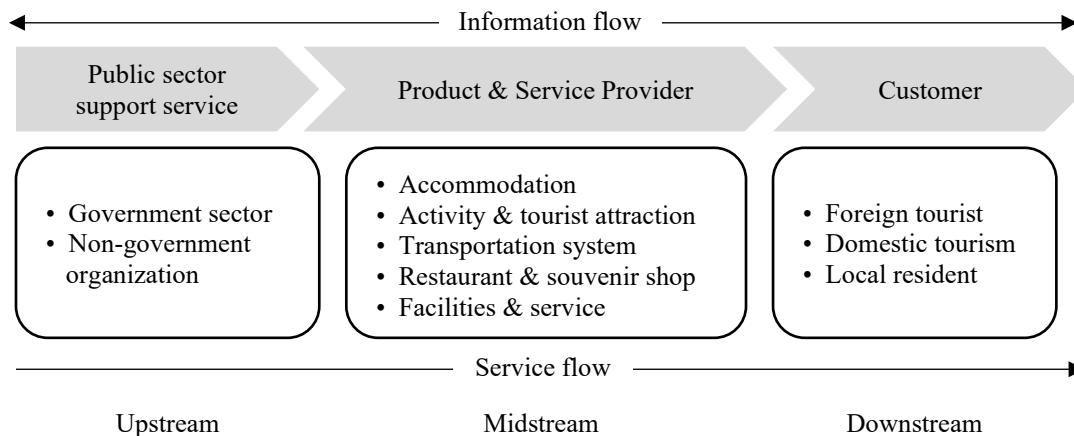 Information flow
Public sector
support service
Product & Service Provider
Customer
• Government sector
• Non-government
organization
• Accommodation
• Activity & tourist attraction
• Transportation system
• Restaurant & souvenir shop
• Facilities & service
• Foreign tourist
• Domestic tourism
• Local resident
Service flow
Upstream
Midstream
Downstream